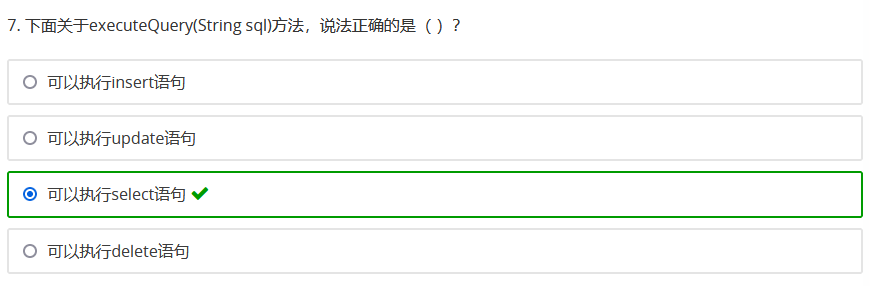 7. 下面关于executeQuery(String sql)方法，说法正确的是（ ）？
可以执行insert语句
可以执行update语句
可以执行select语句
可以执行delete语句